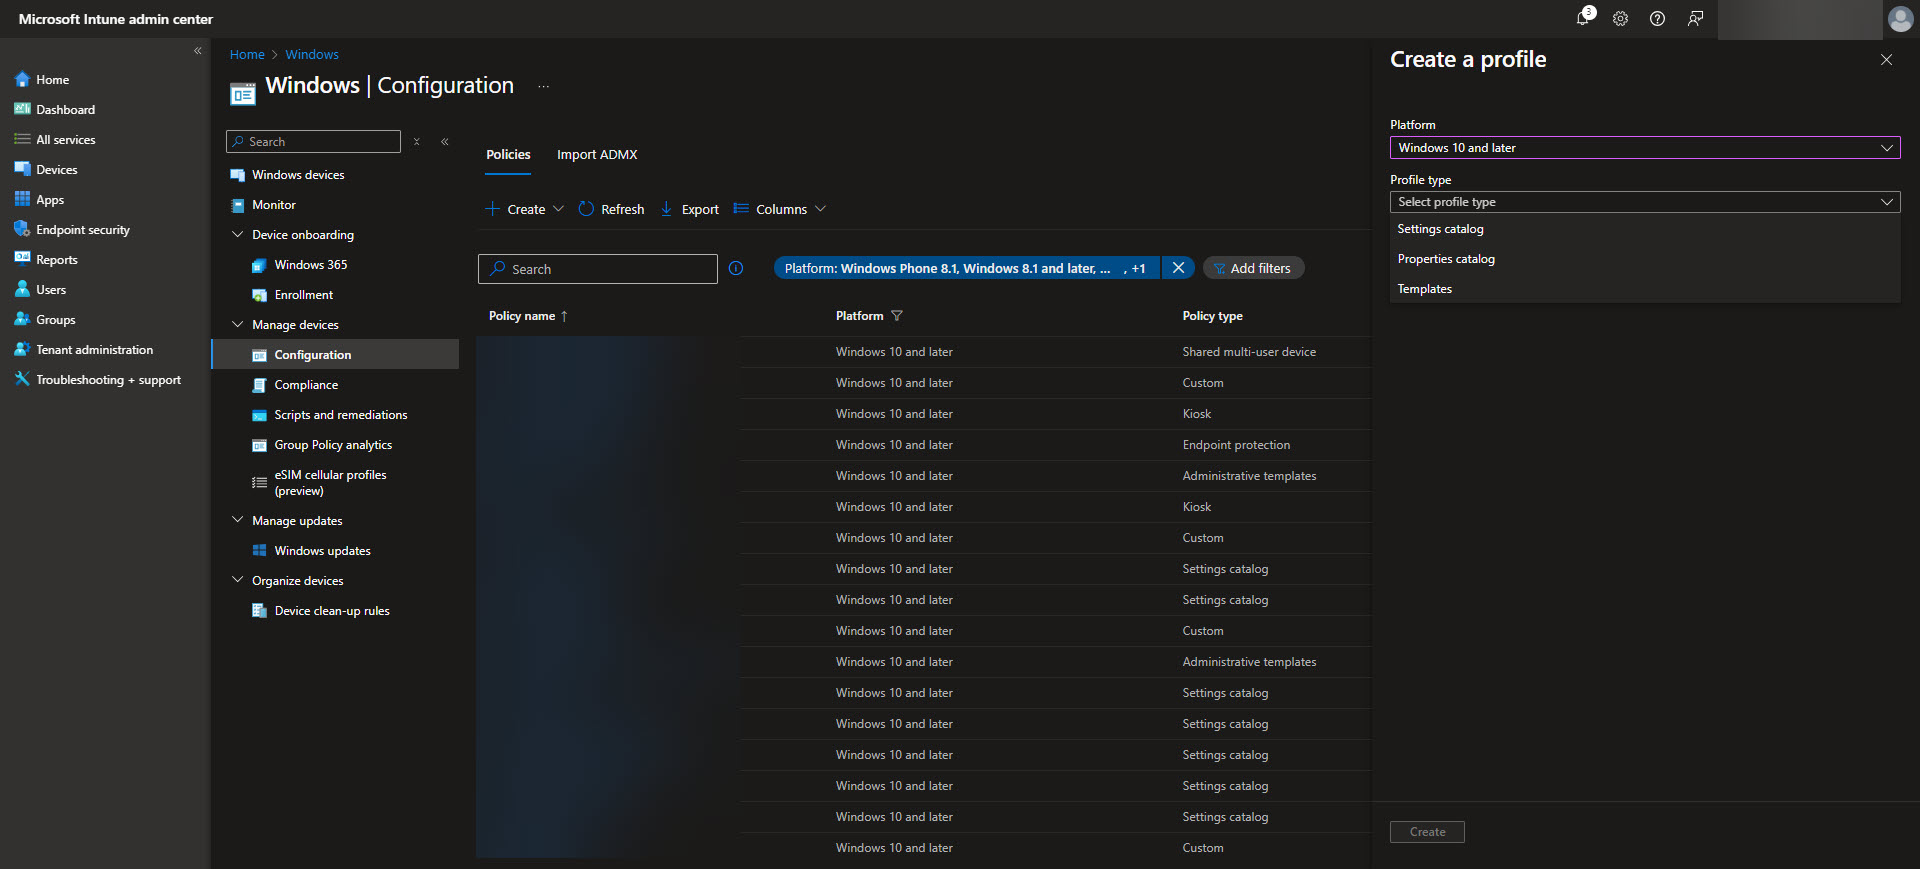 Microsoft Intune admin center
3
«
Home
Dashboard
All services
Devices
Apps
Endpoint security
Reports
Users
Groups
Tenant administration
Troubleshooting + support
Home > Windows
Windows | Configuration ...
Search
«
Windows devices
Monitor
Device onboarding
Windows 365
Enrollment
Manage devices
Configuration
Compliance
Scripts and remediations
Group Policy analytics
eSIM cellular profiles
(preview)
Manage updates
Windows updates
Organize devices
Device clean-up rules
Policies Import ADMX
Create Refresh Export Columns
Search
Platform: Windows Phone 8.1, Windows 8.1 and later, ... , +1
Add filters
Policy name ↑ Platform Policy type
Windows 10 and later Shared multi-user device
Windows 10 and later Custom
Windows 10 and later Kiosk
Windows 10 and later Endpoint protection
Windows 10 and later Administrative templates
Windows 10 and later Kiosk
Windows 10 and later Custom
Windows 10 and later Settings catalog
Windows 10 and later Settings catalog
Windows 10 and later Custom
Windows 10 and later Administrative templates
Windows 10 and later Settings catalog
Windows 10 and later Settings catalog
Windows 10 and later Settings catalog
Windows 10 and later Settings catalog
Windows 10 and later Settings catalog
Windows 10 and later Custom
Create a profile
Platform
Windows 10 and later
Profile type
Select profile type
Settings catalog
Properties catalog
Templates
Create